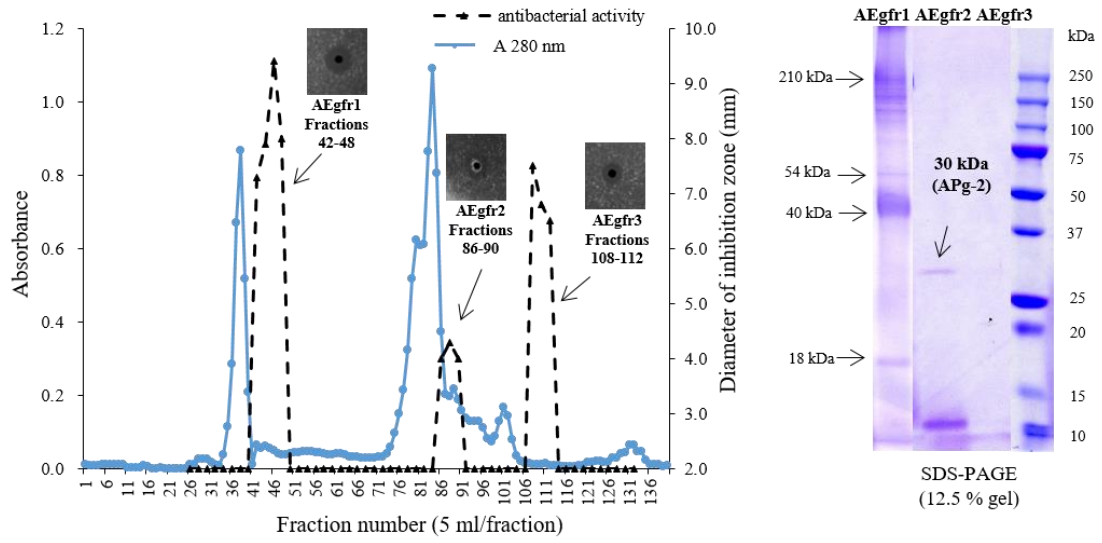 antibacterial activity
A 280 nm
1.2
1.0
0.8
0.6
0.4
0.2
0.0
Absorbance
10.0
9.0
8.0
7.0
6.0
5.0
4.0
3.0
2.0
Diameter of inhibition zone (mm)
AEgfr1
Fractions
42-48
AEgfr2
Fractions
86-90
AEgfr3
Fractions
108-112
1 6 11 16 21 26 31 36 41 46 51 56 61 66 71 76 81 86 91 96 101 106 111 116 121 126 131 136
Fraction number (5 ml/fraction)
AEgfr1 AEgfr2 AEgfr3
kDa
210 kDa
54 kDa
40 kDa
18 kDa
30 kDa
(APg-2)
250
150
100
75
50
37
25
20
15
10
SDS-PAGE
(12.5 % gel)